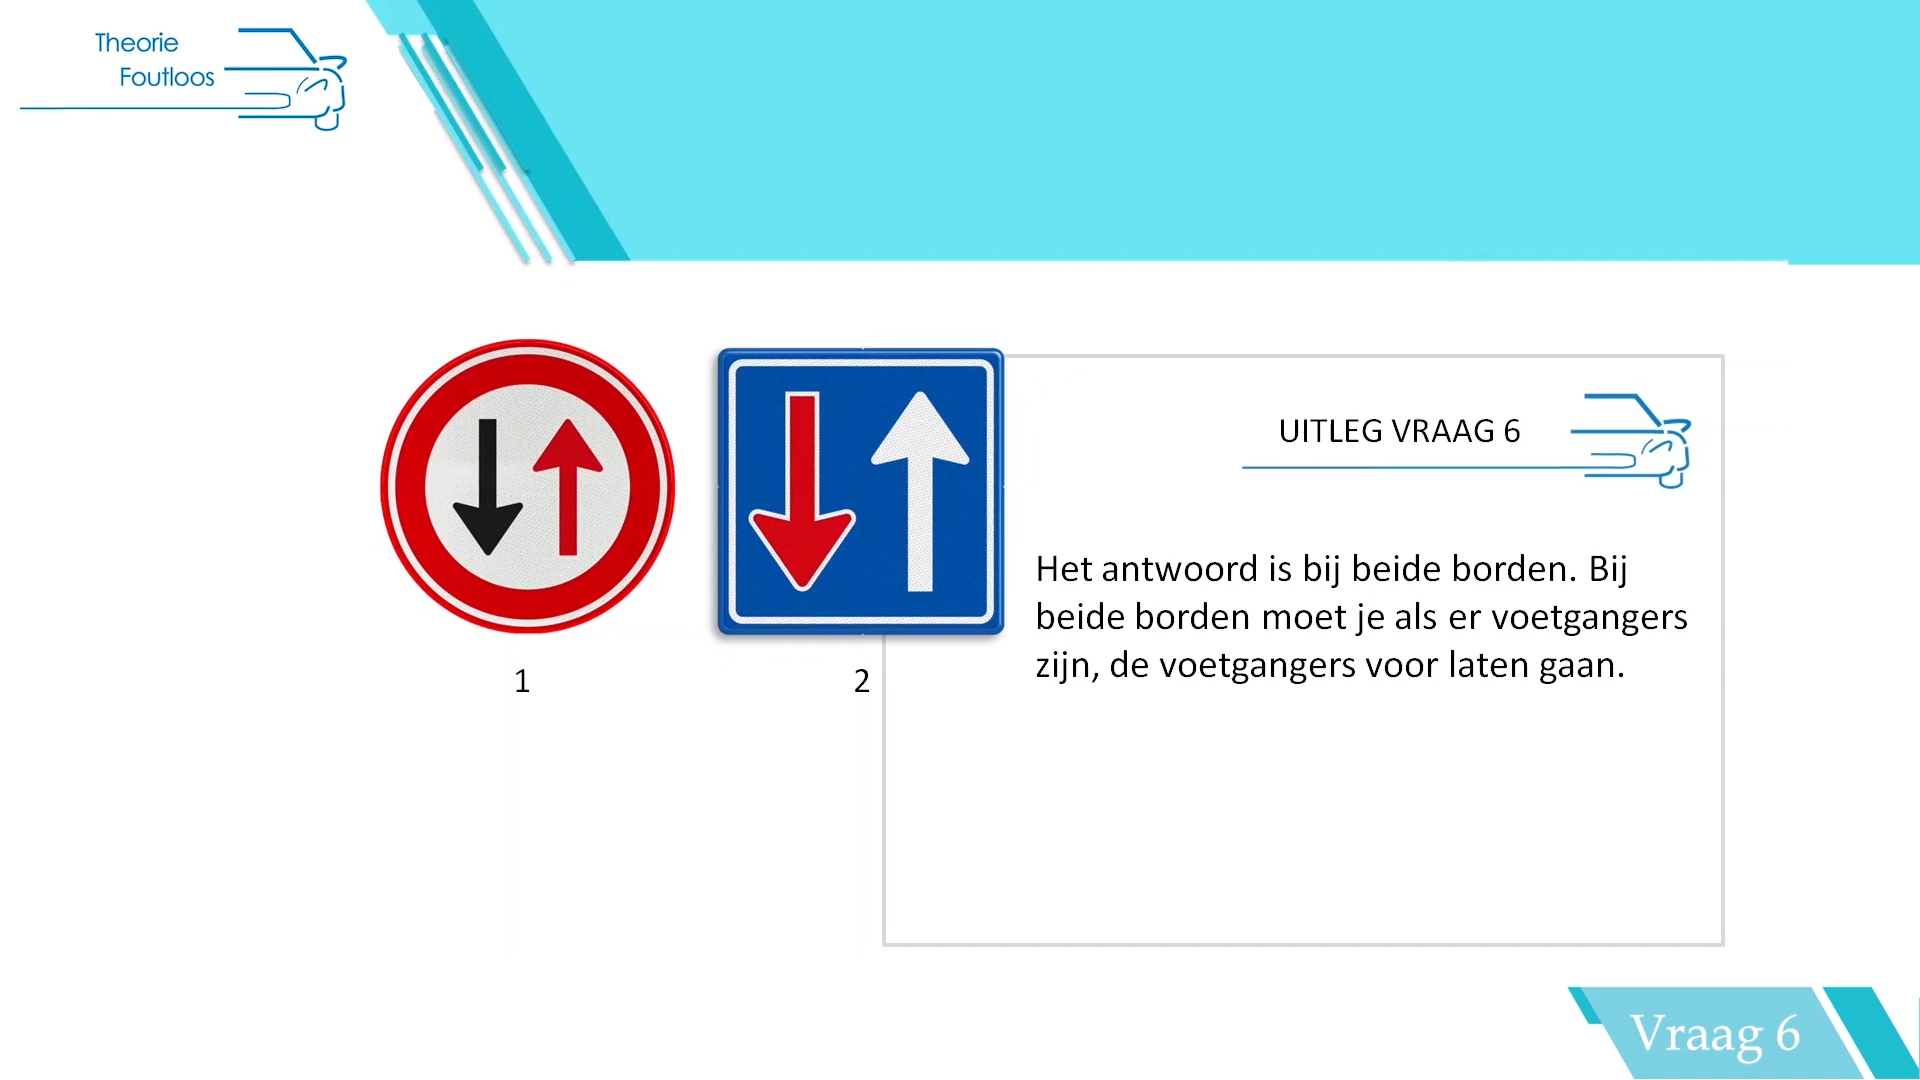 Theorie
Foutloos
UITLEG VRAAG 6
Het antwoord is bij beide borden. Bij
beide borden moet je als er voetgangers
zijn, de voetgangers voor laten gaan.
1
2
Vraag 6